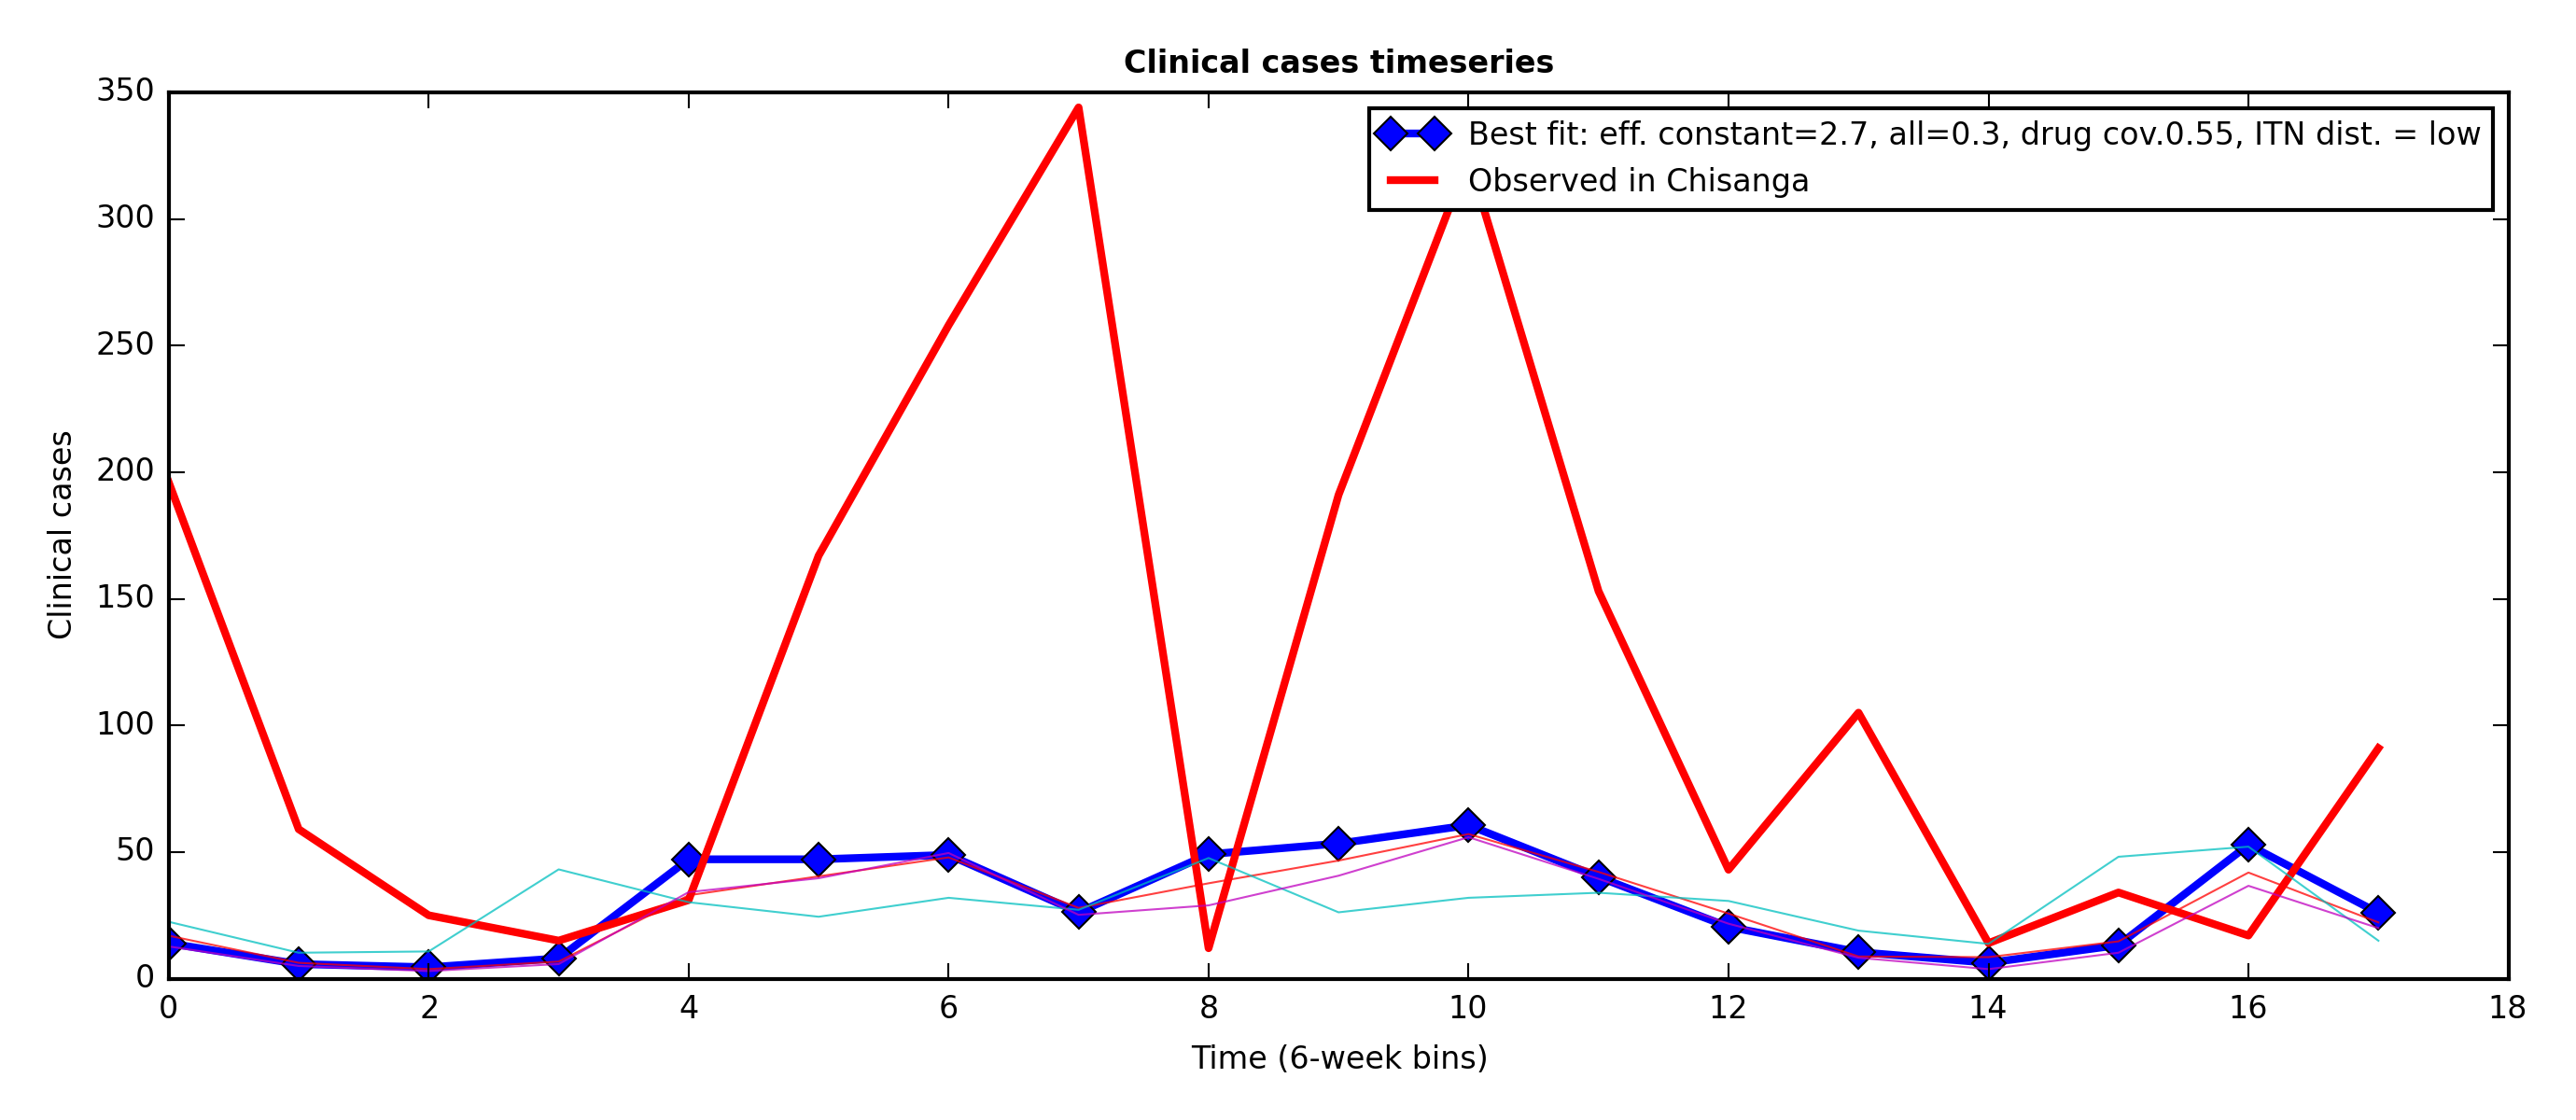 Clinical cases timeseries
350
300
250
200
150
100
50
0
Clinical cases
Best fit: eff. constant=2.7, all=0.3, drug cov.0.55, ITN dist. = low
Observed in Chisanga
0 2 4 6 8 10 12 14 16 18
Time (6-week bins)